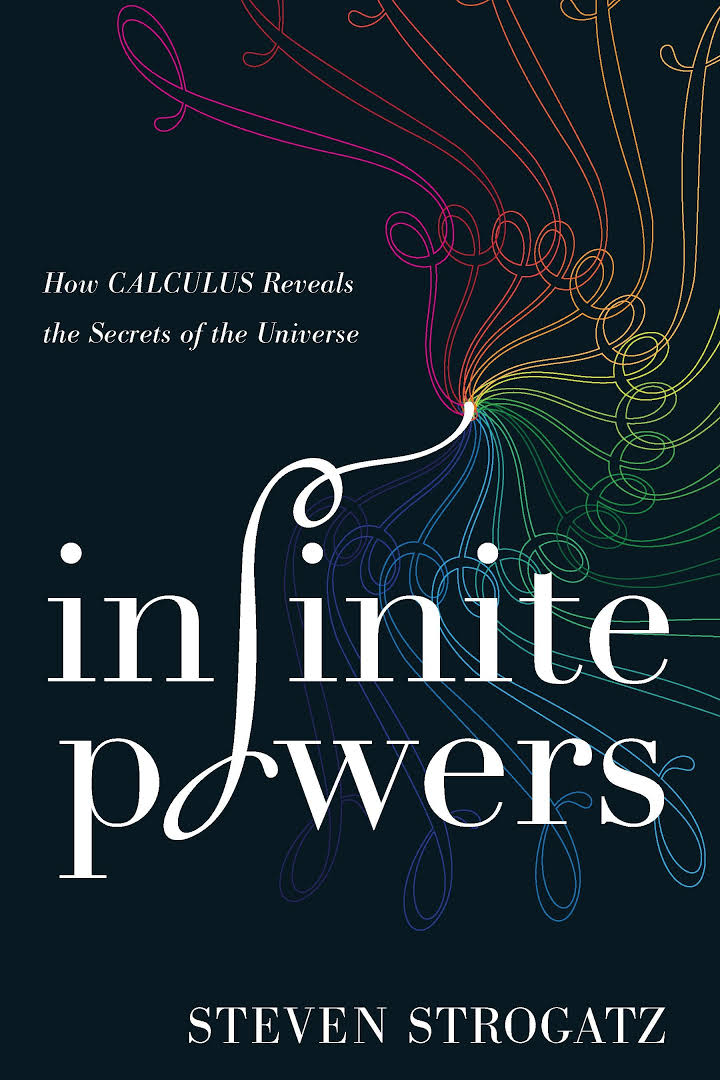 How CALCULUS Reveals
the Secrets of the Universe
infinite
powers
STEVEN STROGATZ